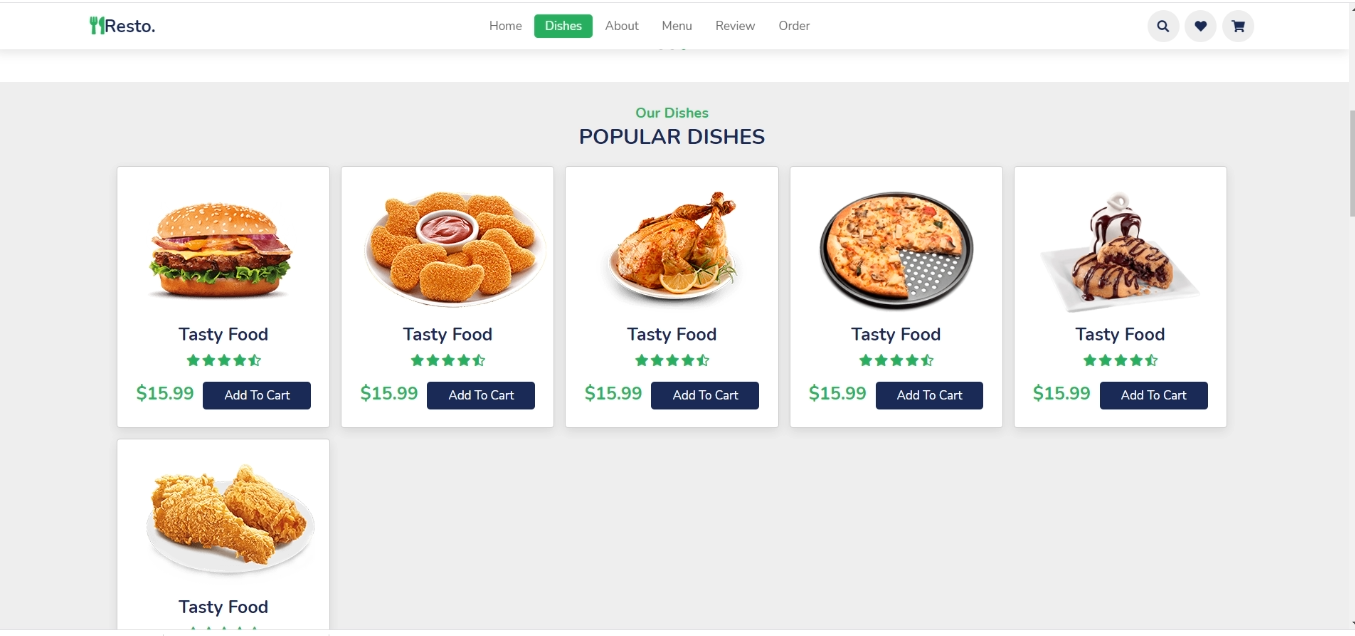 Resto.
Home Dishes About Menu Review Order
Our Dishes
POPULAR DISHES
Tasty Food Tasty Food Tasty Food Tasty Food Tasty Food
$15.99 Add To Cart $15.99 Add To Cart $15.99 Add To Cart $15.99 Add To Cart $15.99 Add To Cart
Tasty Food